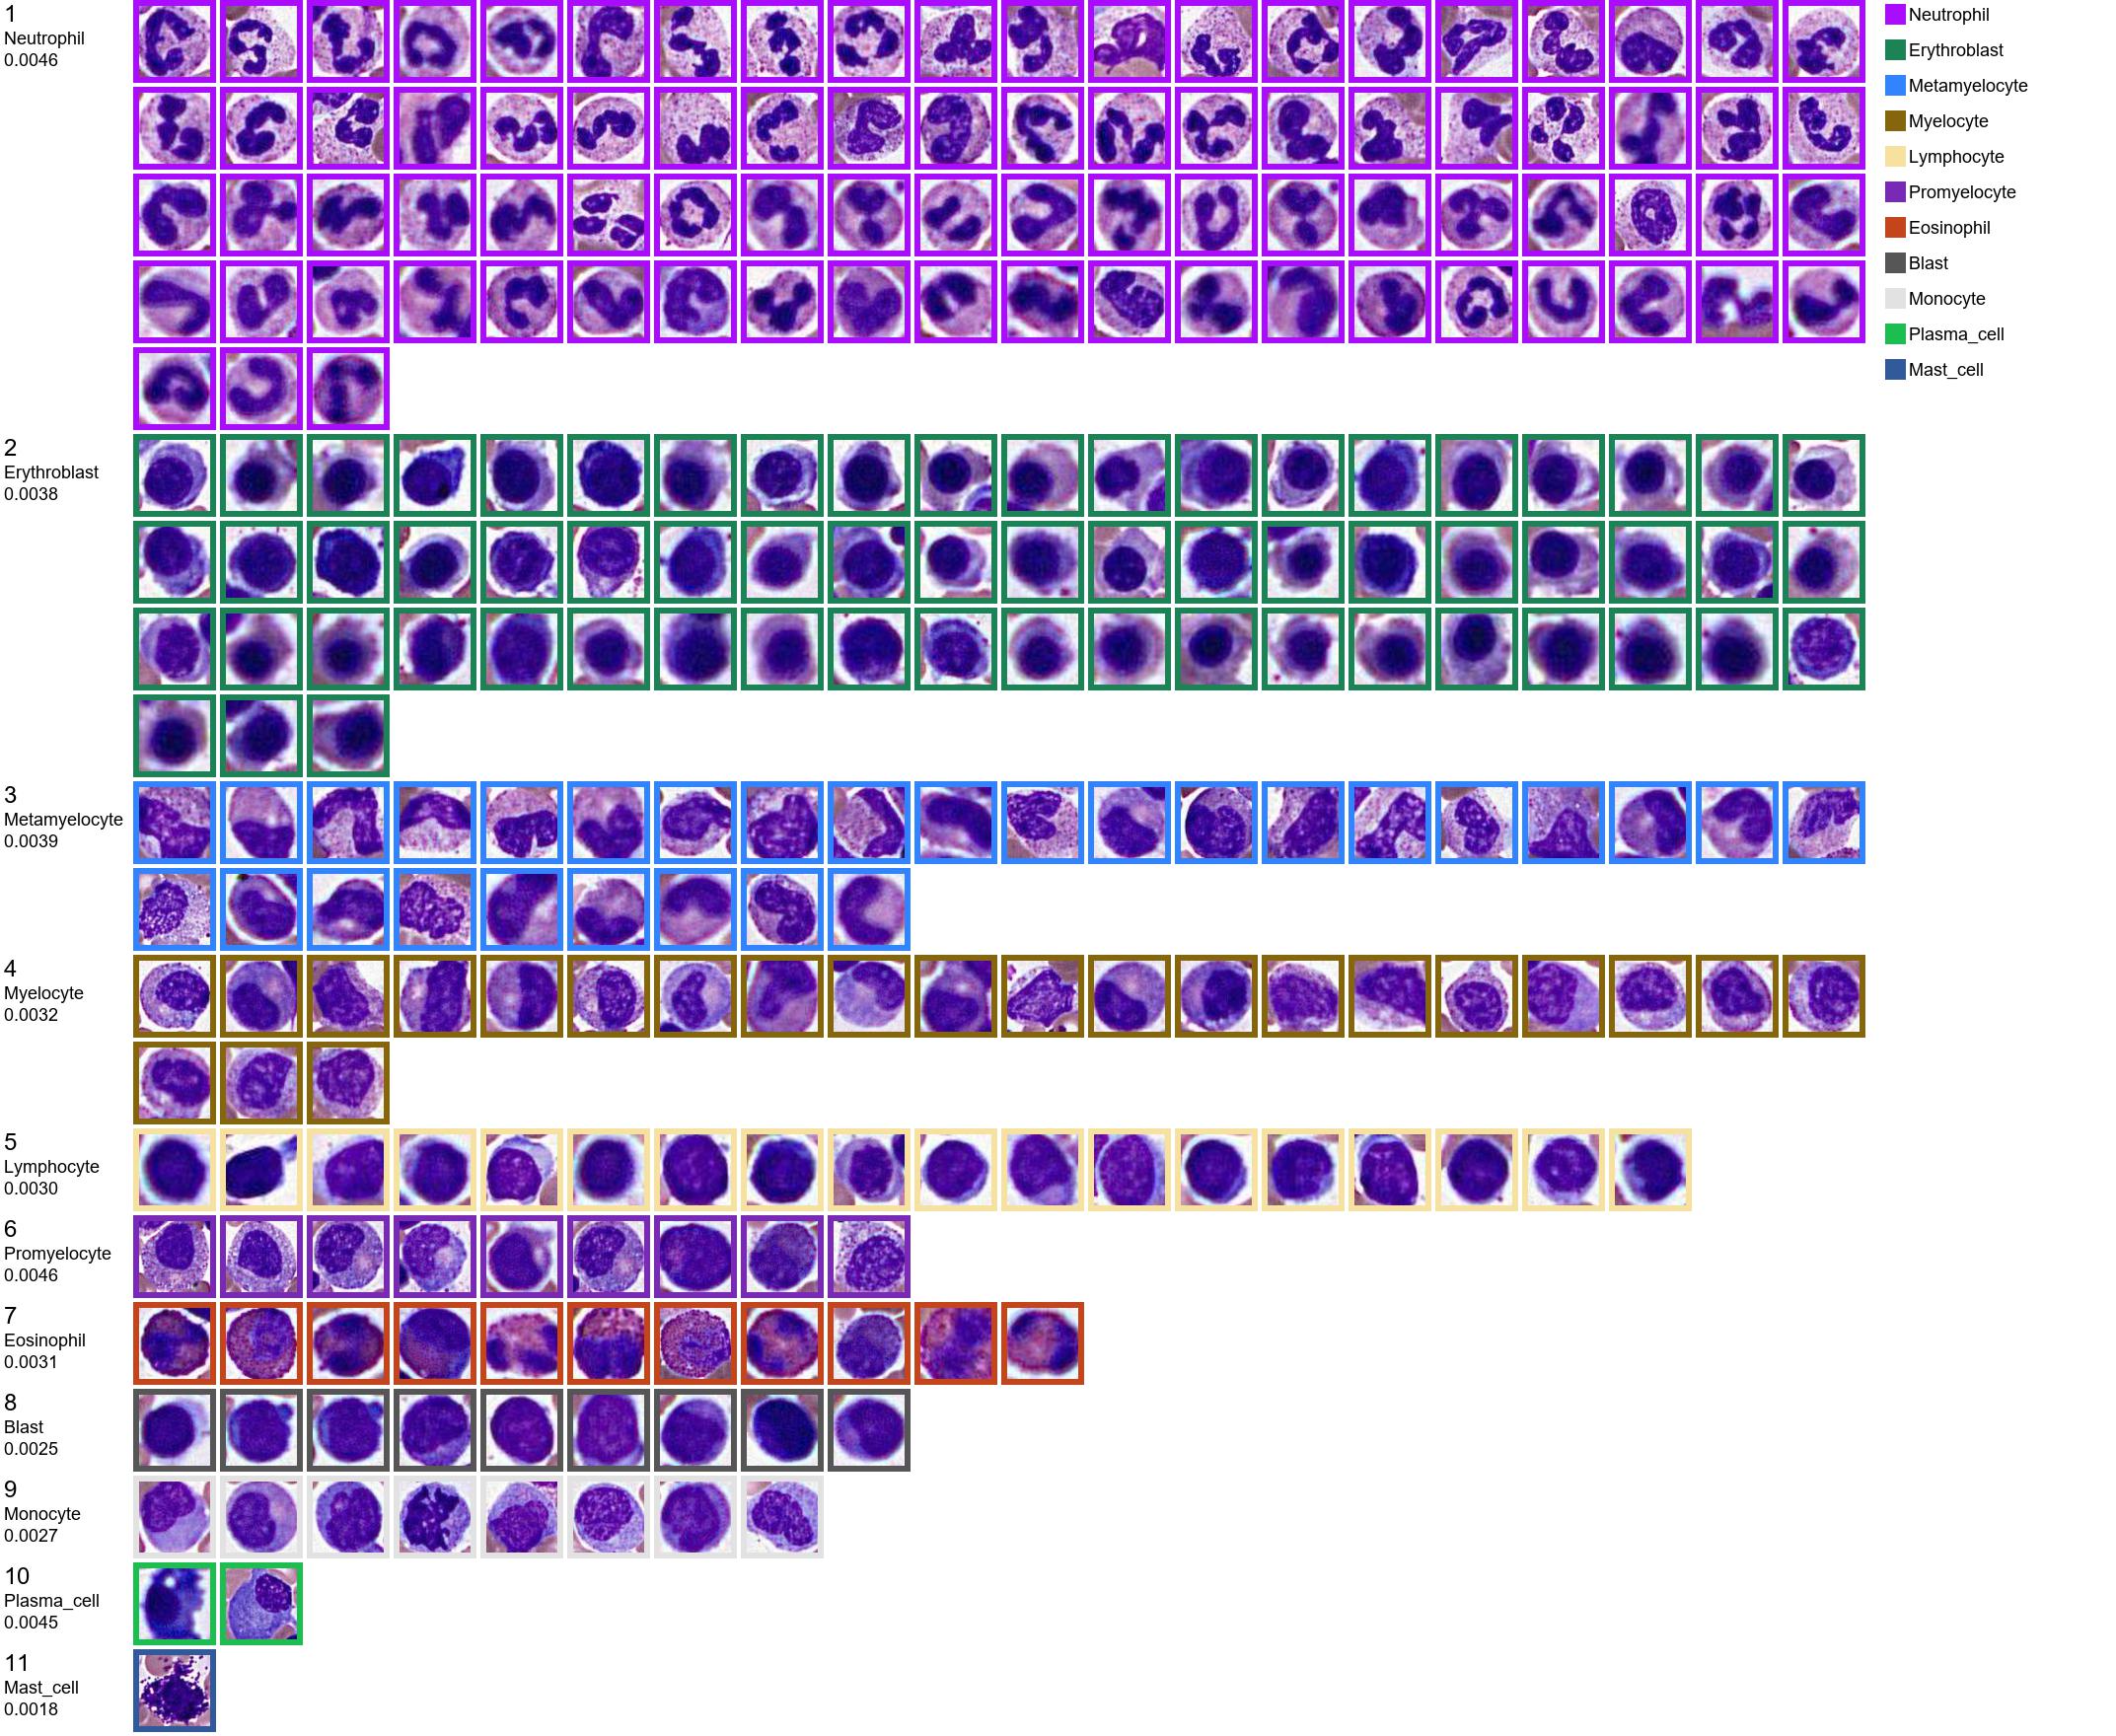 1
Neutrophil
0.0046
2
Erythroblast
0.0038
3
Metamyelocyte
0.0039
4
Myelocyte
0.0032
5
Lymphocyte
0.0030
6
Promyelocyte
0.0046
7
Eosinophil
0.0031
8
Blast
0.0025
9
Monocyte
0.0027
10
Plasma_cell
0.0045
11
Mast_cell
0.0018
Neutrophil
Erythroblast
Metamyelocyte
Myelocyte
Lymphocyte
Promyelocyte
Eosinophil
Blast
Monocyte
Plasma_cell
Mast_cell